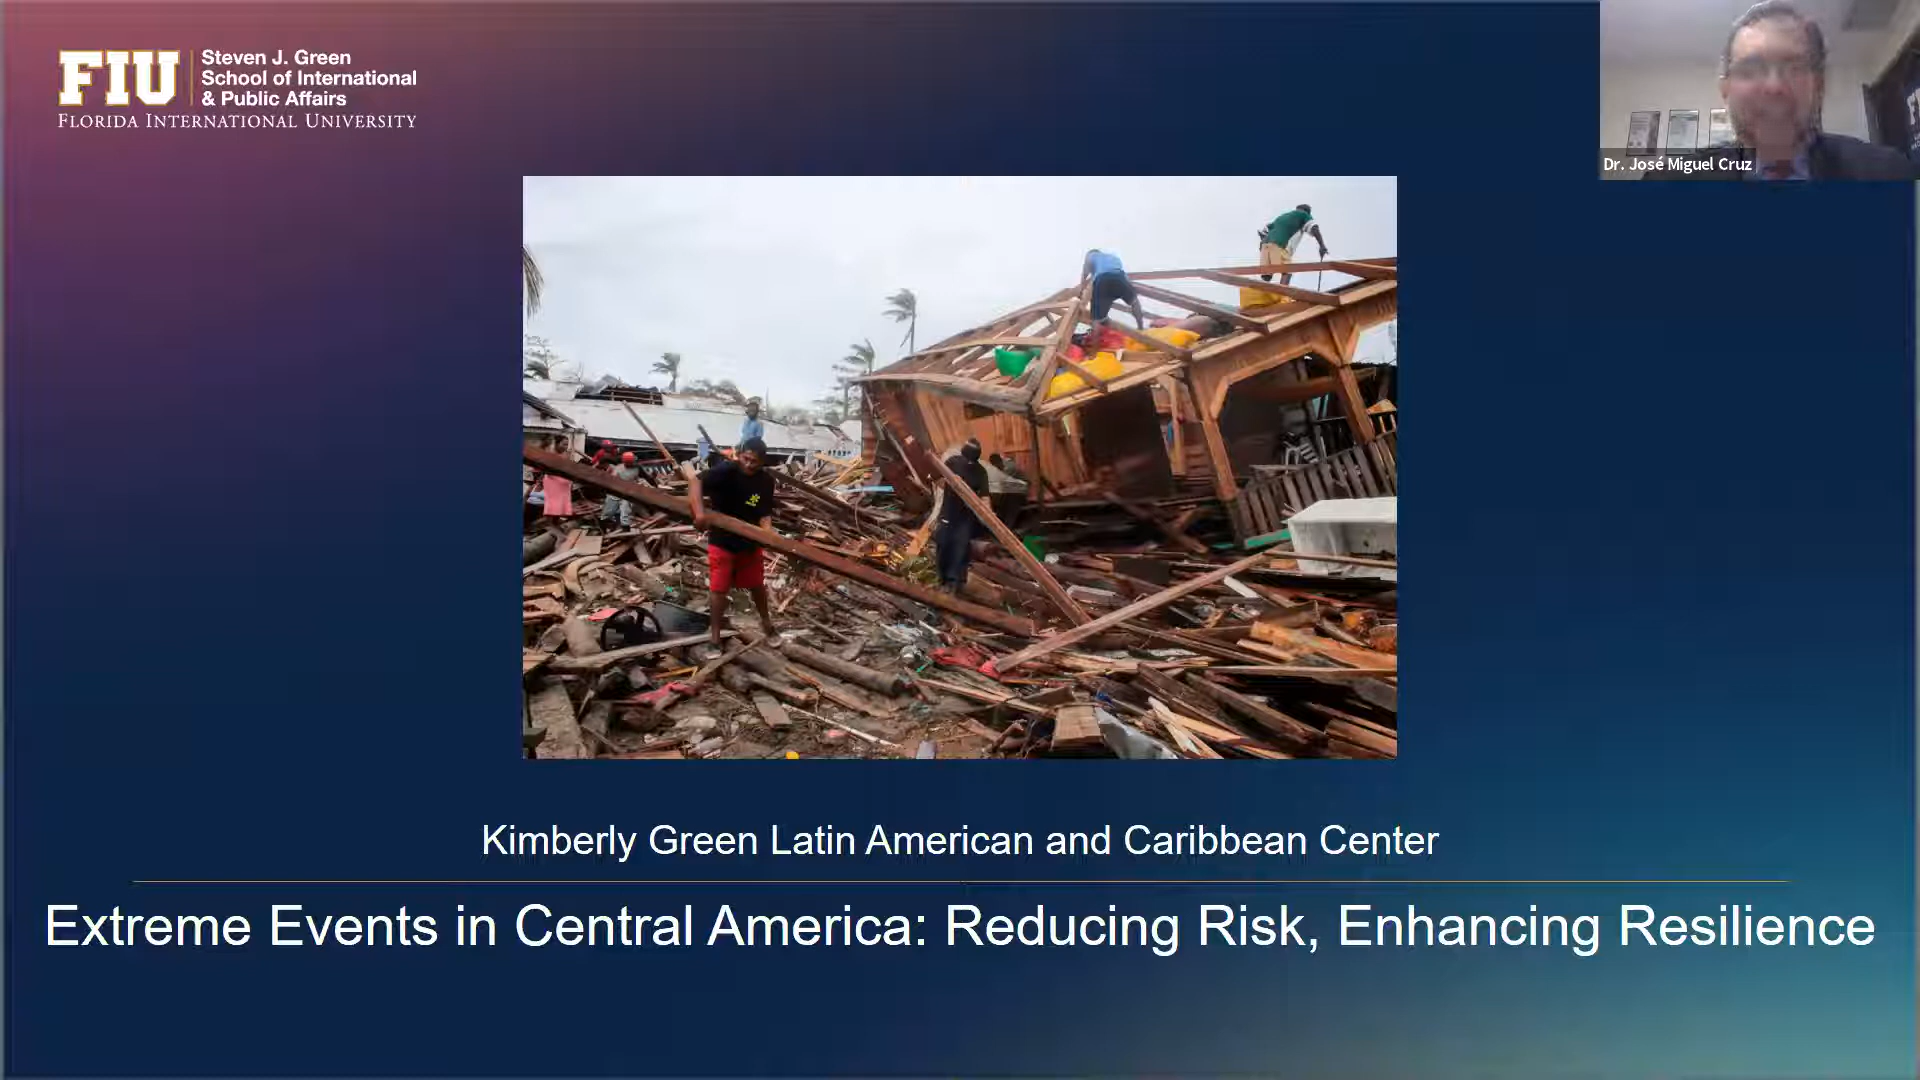 FIU
Steven J. Green
School of International
& Public Affairs
FLORIDA INTERNATIONAL UNIVERSITY
Dr. José Miguel Cruz
Kimberly Green Latin American and Caribbean Center
Extreme Events in Central America: Reducing Risk, Enhancing Resilience